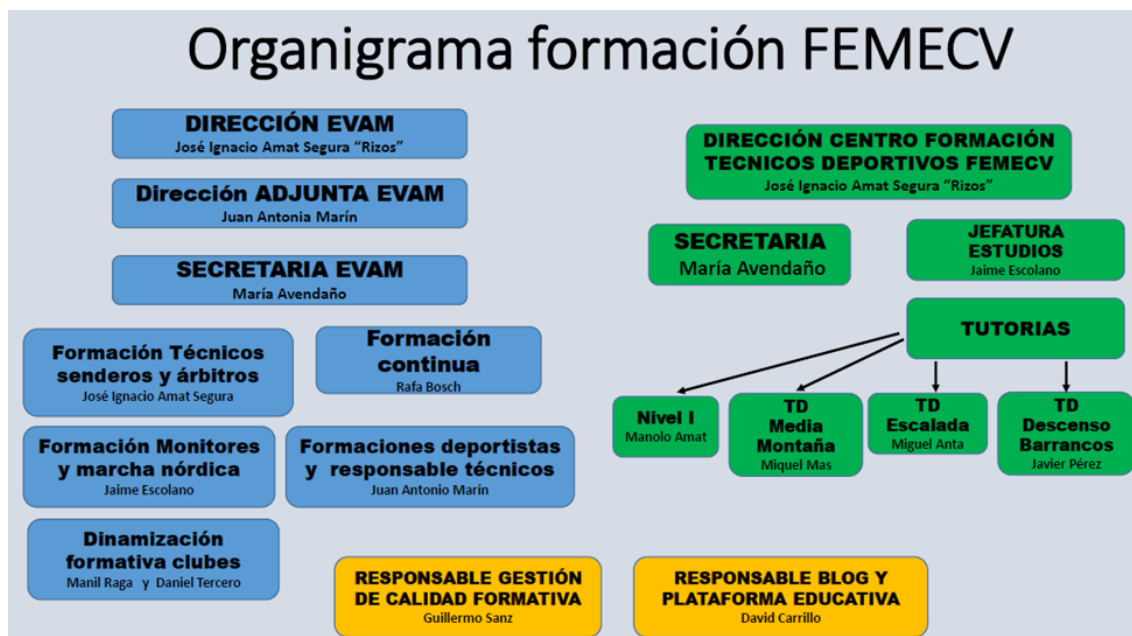 Organigrama formación FEMECV
DIRECCIÓN EVAM
José Ignacio Amat Segura “Rizos”
Dirección ADJUNTA EVAM
Juan Antonia Marín
SECRETARIA EVAM
María Avendaño
Formación Técnicos
senderos y árbitros
José Ignacio Amat Segura
Formación
continua
Rafa Bosch
Formación Monitores
y marcha nórdica
Jaime Escolano
Formaciones deportistas
y responsable técnicos
Juan Antonio Marín
Dinamización
formativa clubes
Manil Raga y Daniel Tercero
DIRECCIÓN CENTRO FORMACIÓN
TECNICOS DEPORTIVOS FEMECV
José Ignacio Amat Segura “Rizos”
SECRETARIA
María Avendaño
JEFATURA
ESTUDIOS
Jaime Escolano
TUTORIAS
Nivel I
Manolo Amat
TD
Media
Montaña
Miquel Mas
TD
Escalada
Miguel Anta
TD
Descenso
Barrancos
Javier Pérez
RESPONSABLE GESTIÓN
DE CALIDAD FORMATIVA
Guillermo Sanz
RESPONSABLE BLOG Y
PLATAFORMA EDUCATIVA
David Carrillo